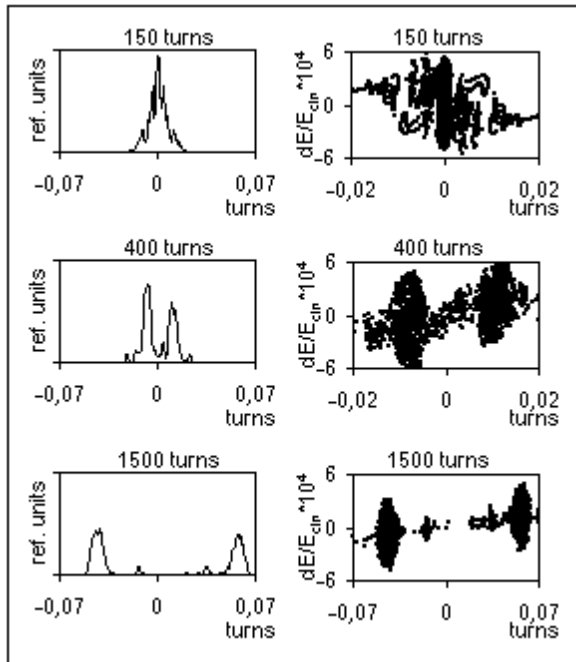 150 turns
ref. units
-0,07 0 0,07
turns
150 turns
dE/E_cln *10^4
6
0
-6
-0,02 0 0,02
turns
400 turns
ref. units
-0,07 0 0,07
turns
400 turns
dE/E_cln *10^4
6
0
-6
-0,02 0 0,02
turns
1500 turns
ref. units
-0,07 0 0,07
turns
1500 turns
dE/E_cln *10^4
6
0
-6
-0,07 0 0,07
turns